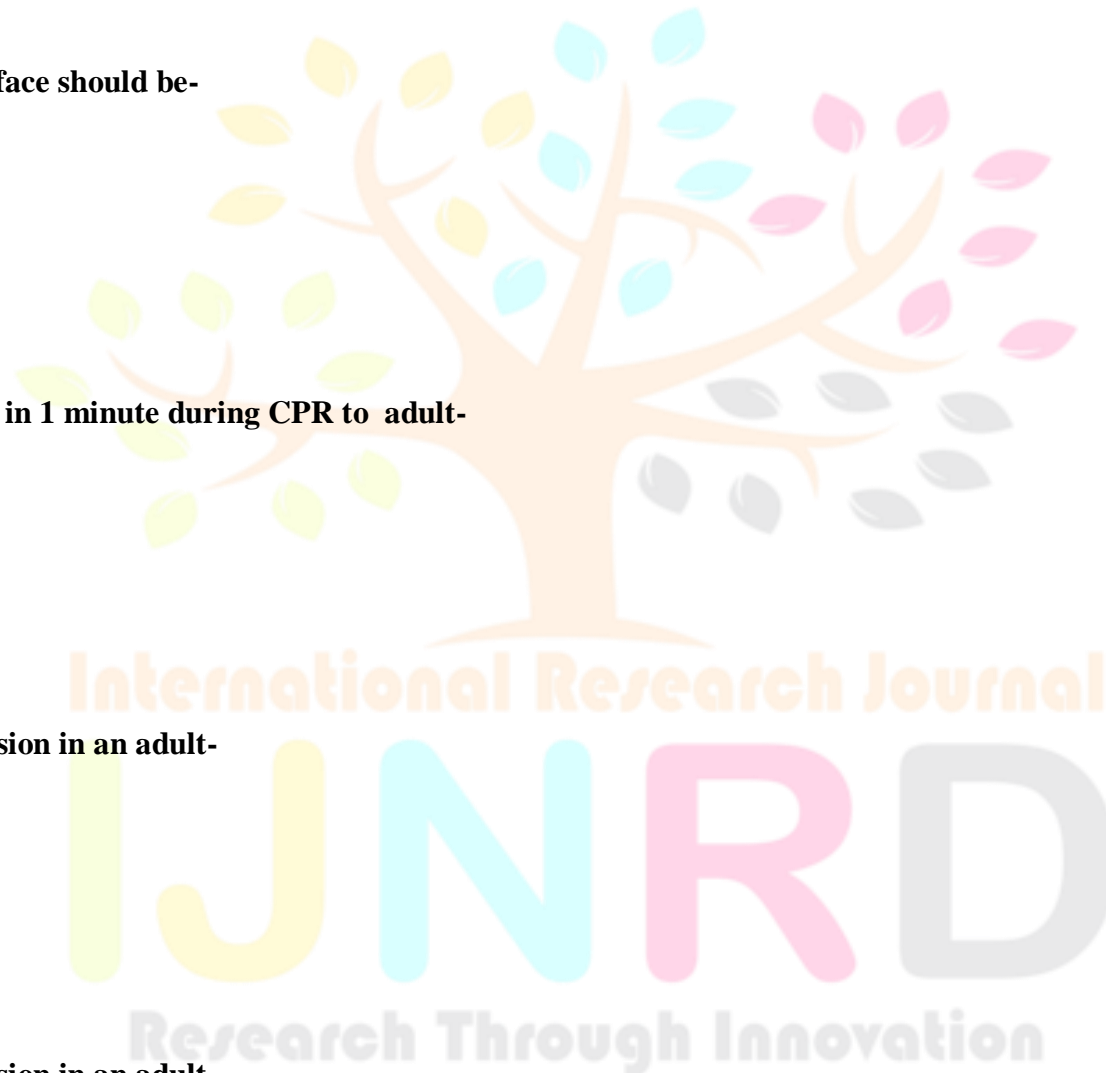 face should be-
in 1 minute during CPR to adult-
International Research Journal
sion in an adult-
IJNRD
Research Through Innovation
sion in an adult-